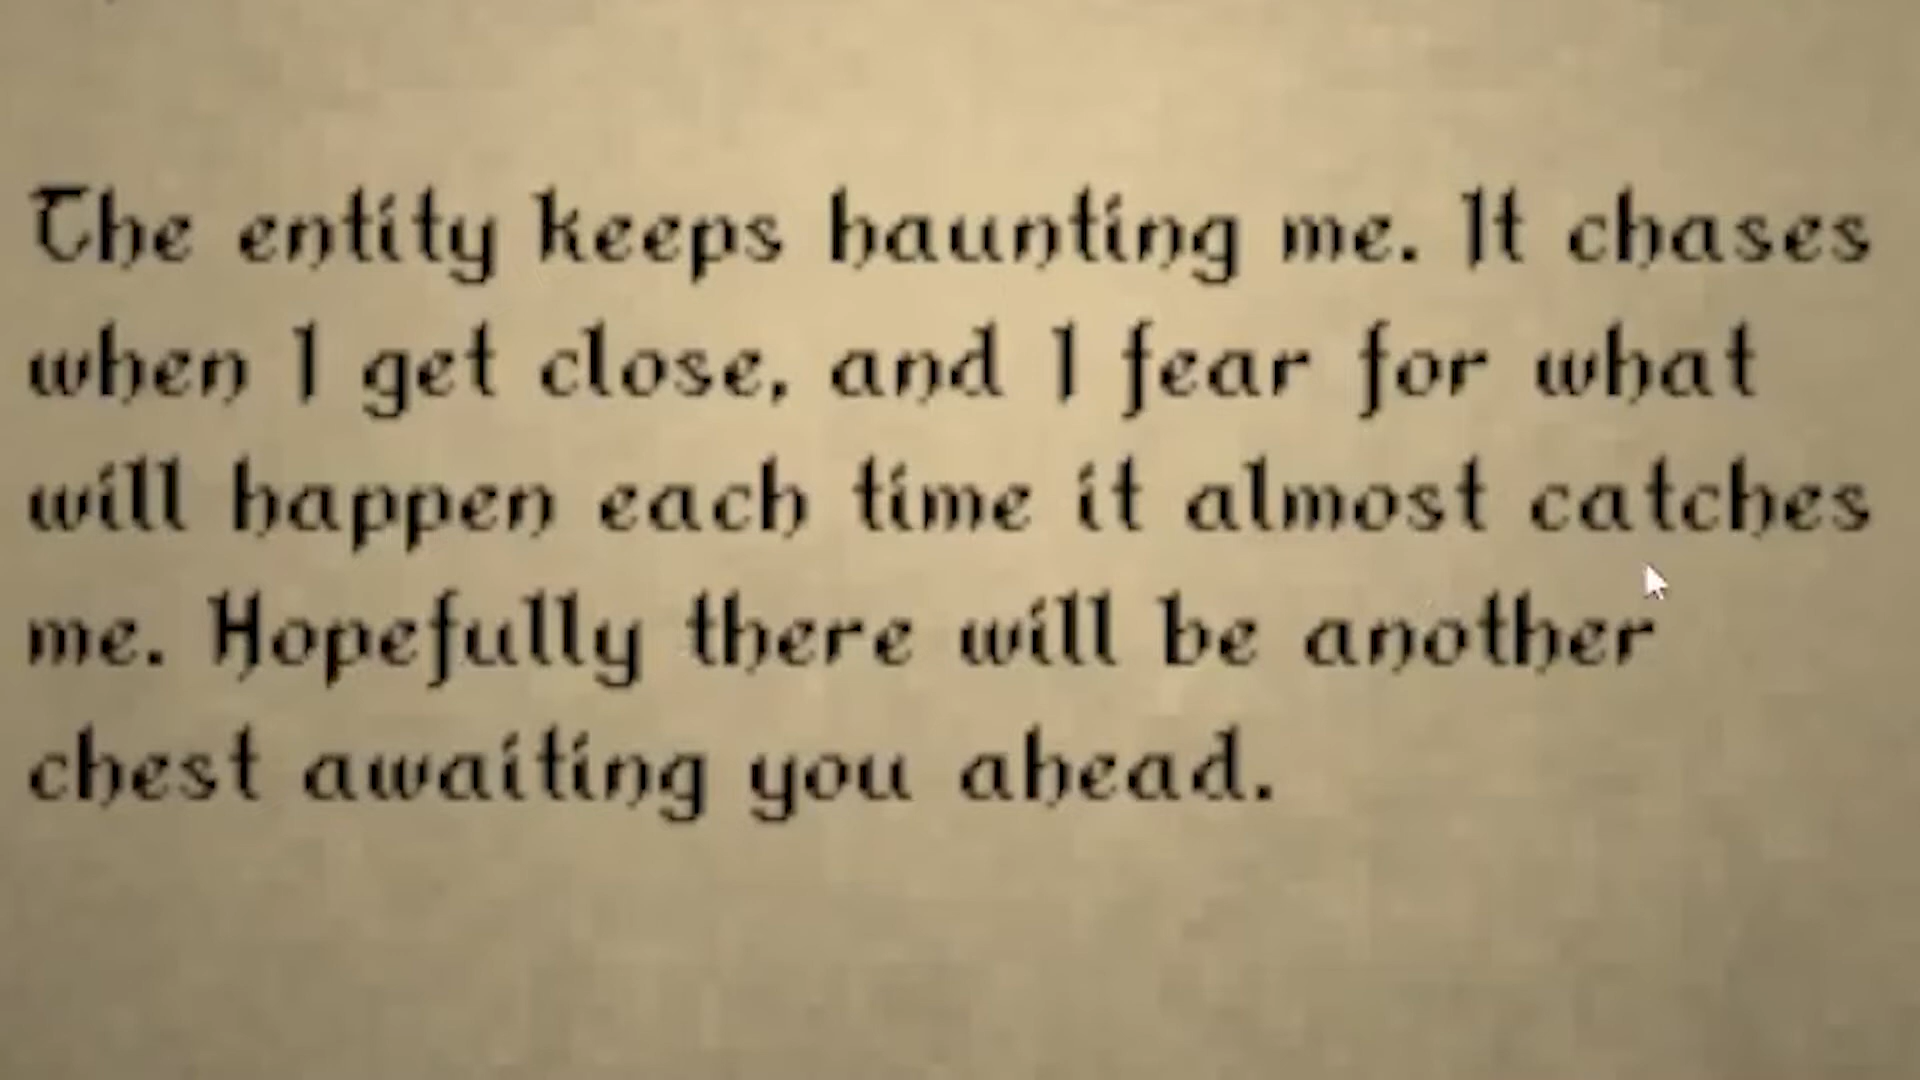 The entity keeps haunting me. It chases
when I get close, and I fear for what
will happen each time it almost catches
me. Hopefully there will be another
chest awaiting you ahead.